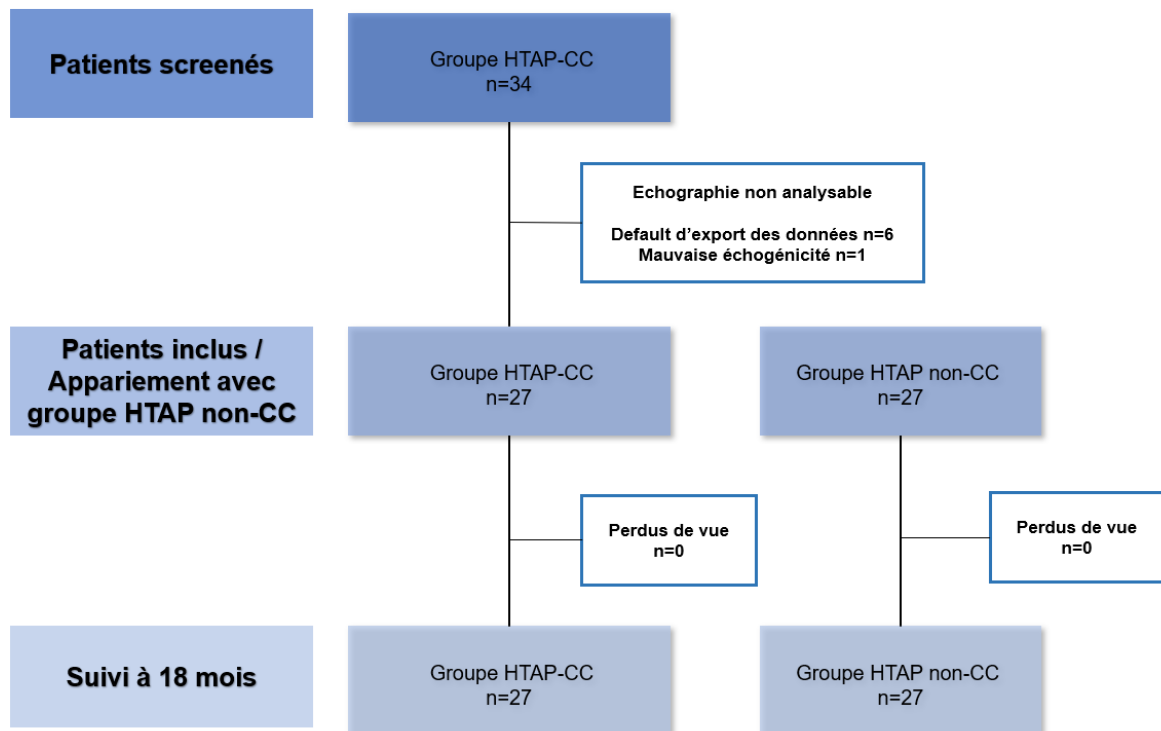 Patients screenés
Groupe HTAP-CC
n=34
Echographie non analysable
Default d'export des données n=6
Mauvaise échogénicité n=1
Patients inclus /
Appariement avec
groupe HTAP non-CC
Groupe HTAP-CC
n=27
Groupe HTAP non-CC
n=27
Perdus de vue
n=0
Perdus de vue
n=0
Suivi à 18 mois
Groupe HTAP-CC
n=27
Groupe HTAP non-CC
n=27